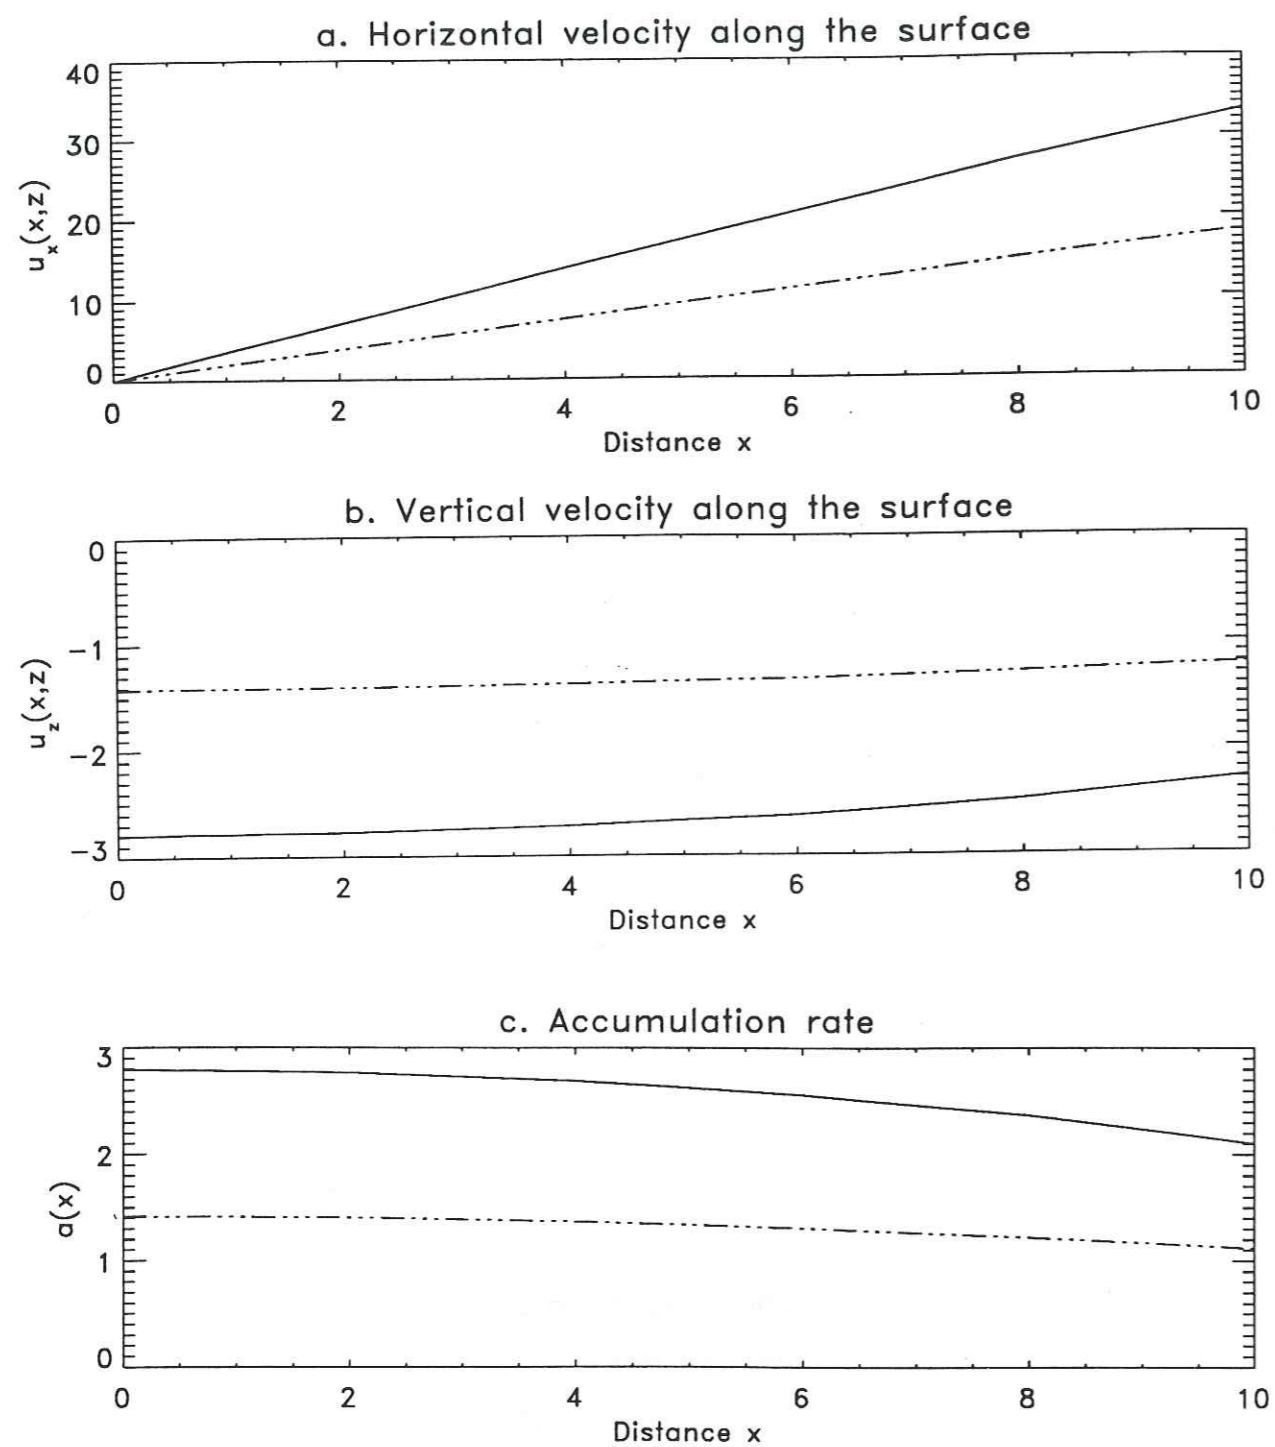 a. Horizontal velocity along the surface
40
30
20
10
0
u_x(x,z)
0 2 4 6 8 10
Distance x
b. Vertical velocity along the surface
0
-1
-2
-3
u_z(x,z)
0 2 4 6 8 10
Distance x
c. Accumulation rate
3
2
1
0
a(x)
0 2 4 6 8 10
Distance x